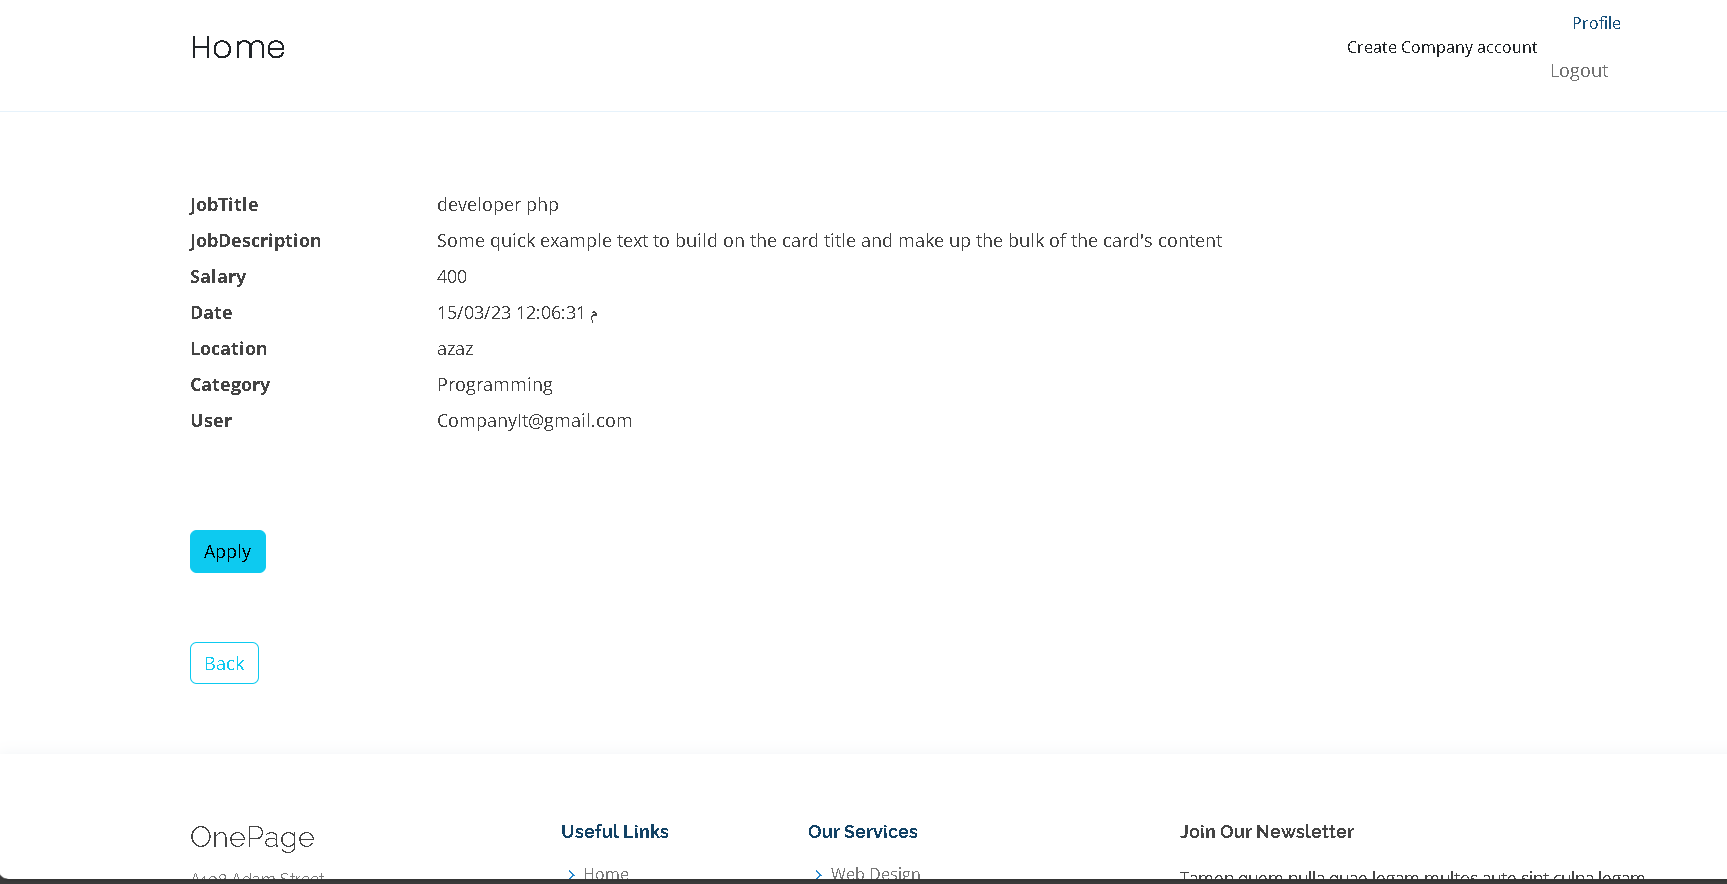 Home
Profile
Create Company account
Logout
JobTitle developer php
JobDescription Some quick example text to build on the card title and make up the bulk of the card's content
Salary 400
Date 15/03/23 12:06:31 م
Location azaz
Category Programming
User CompanyIt@gmail.com
Apply
Back
OnePage
Useful Links
Our Services
Join Our Newsletter
A108 Adam Street
Home
Web Design
Tamen quem nulla quae legam multos aute sint culpa legam